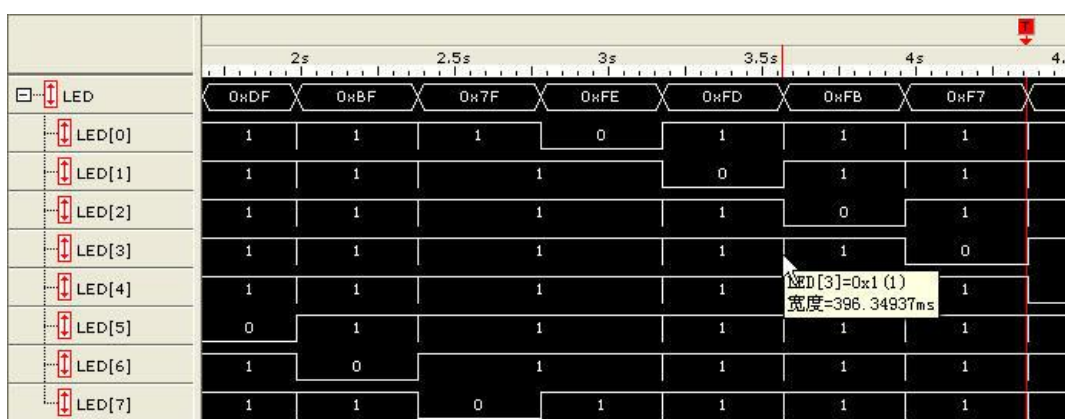 T
2s 2.5s 3s 3.5s 4s 4.
LED 0xDF 0xBF 0x7F 0xFE 0xFD 0xFB 0xF7
LED[0] 1 1 1 0 1 1 1
LED[1] 1 1 1 0 1 1
LED[2] 1 1 1 1 0 1
LED[3] 1 1 1 1 1 0
LED[4] 1 1 1 1 1
LED[3]=0x1(1)
宽度=396.34937ms
LED[5] 0 1 1 1 1 1
LED[6] 1 0 1 1 1 1
LED[7] 1 1 0 1 1 1 1